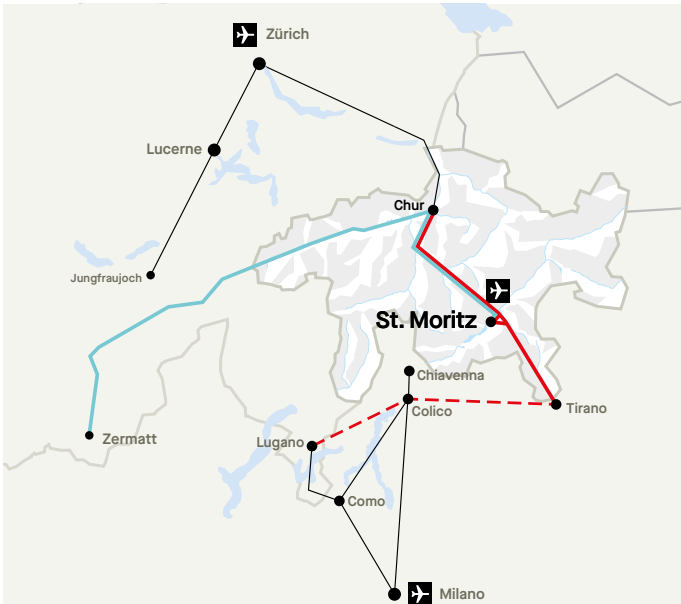 Zürich
Lucerne
Chur
Jungfraujoch
St. Moritz
Chiavenna
Colico
Tirano
Zermatt
Lugano
Como
Milano